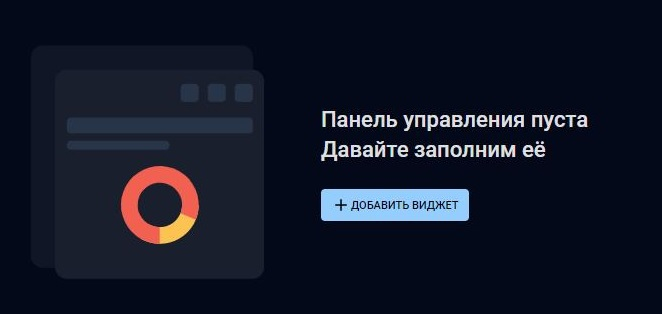 Панель управления пуста
Давайте заполним её
ДОБАВИТЬ ВИДЖЕТ